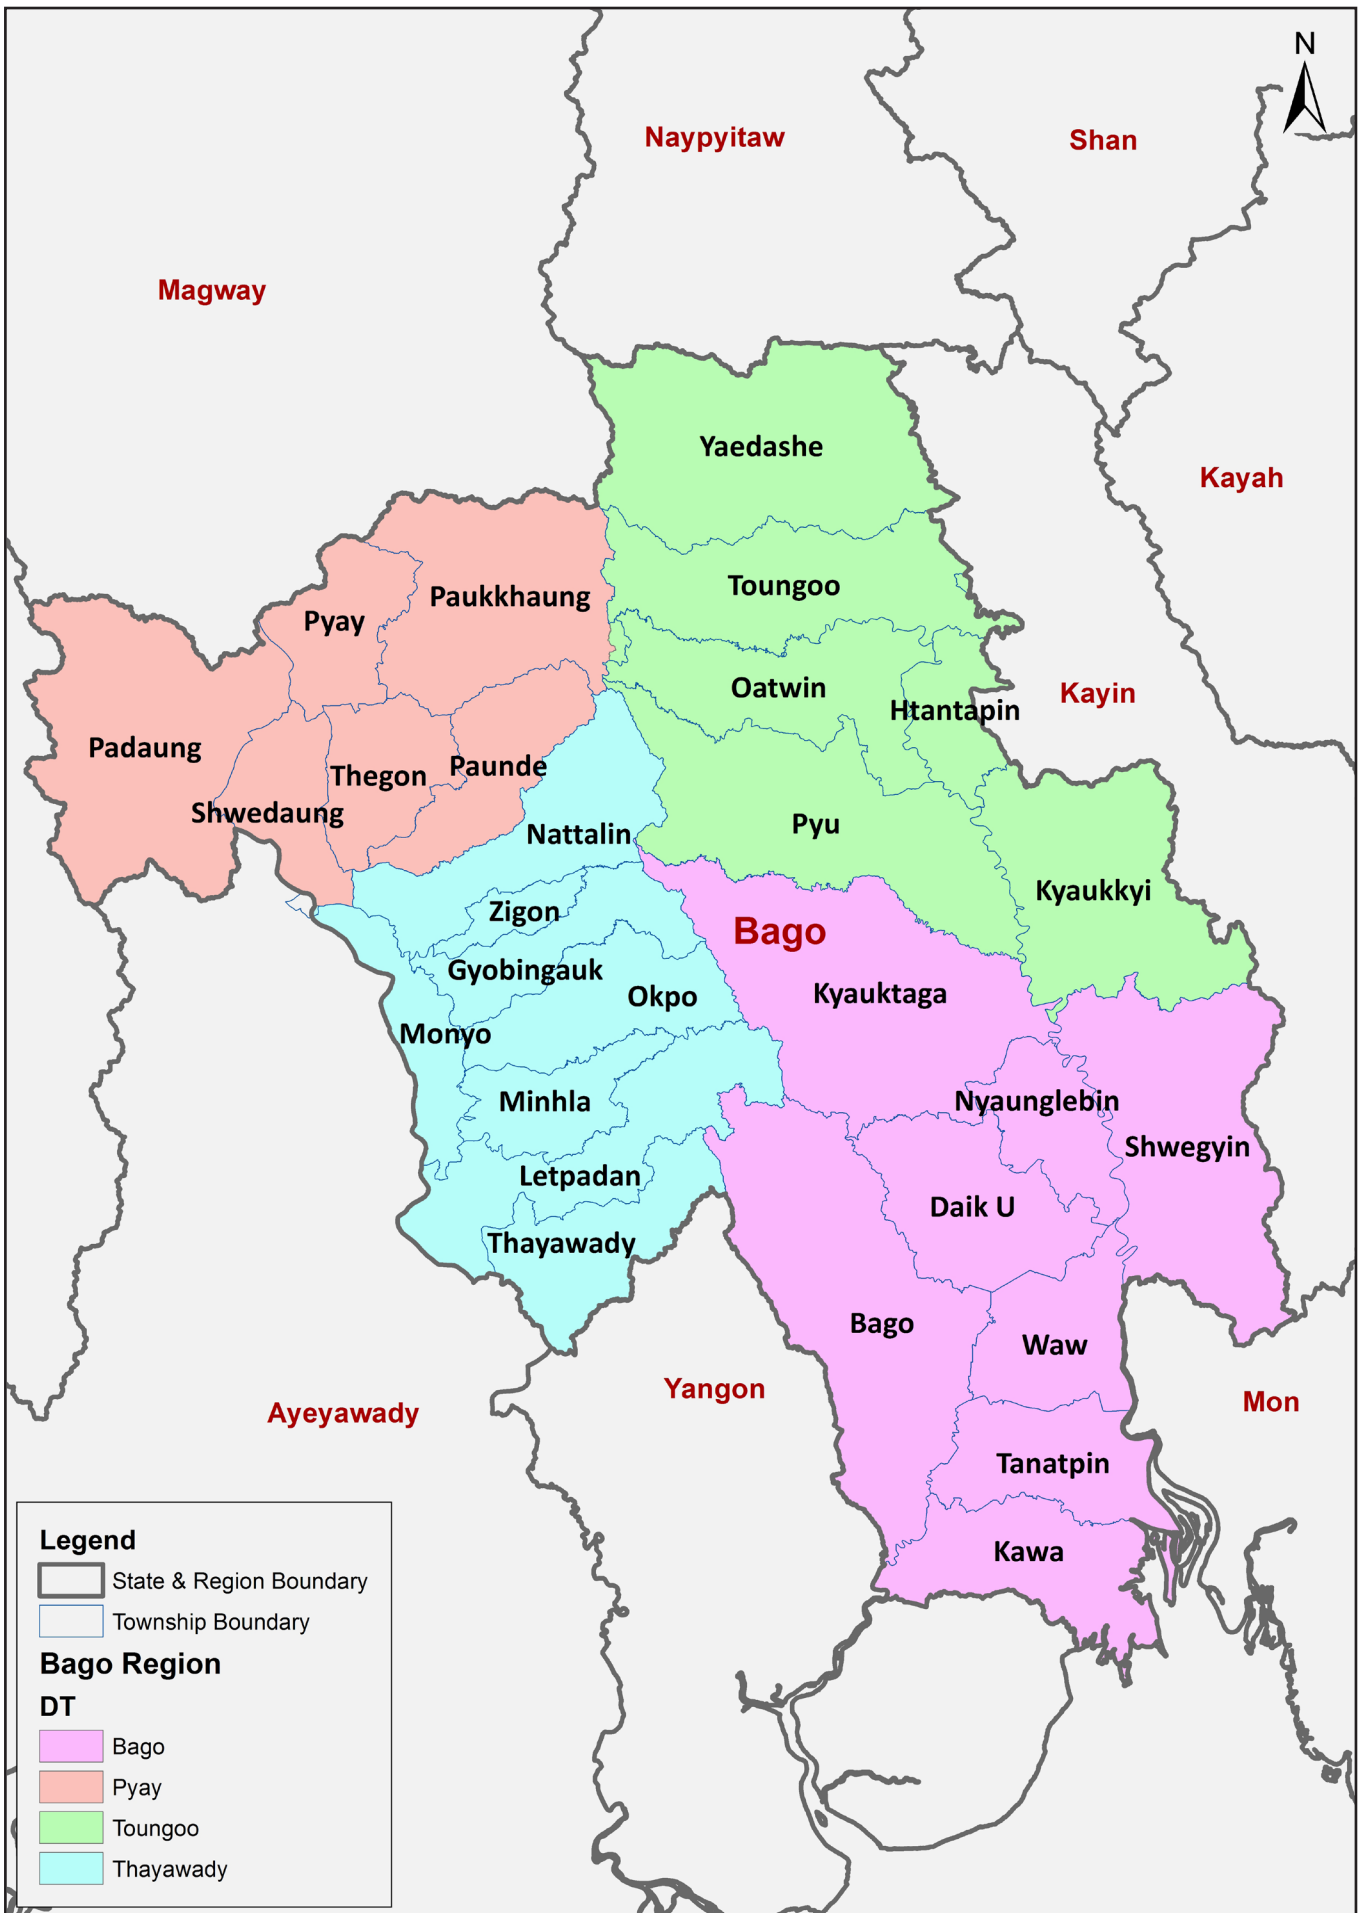 N
Naypyitaw
Shan
Magway
Yaedashe
Kayah
Toungoo
Paukkhaung
Pyay
Oatwin
Kayin
Htantapin
Padaung
Paunde
Thegon
Shwedaung
Pyu
Nattalin
Kyaukkyi
Zigon
Bago
Gyobingauk
Kyauktaga
Okpo
Monyo
Minhla
Nyaunglebin
Shwegyin
Letpadan
Daik U
Thayawady
Bago
Waw
Yangon
Mon
Ayeyawady
Tanatpin
Kawa
Legend
State & Region Boundary
Township Boundary
Bago Region
DT
Bago
Pyay
Toungoo
Thayawady